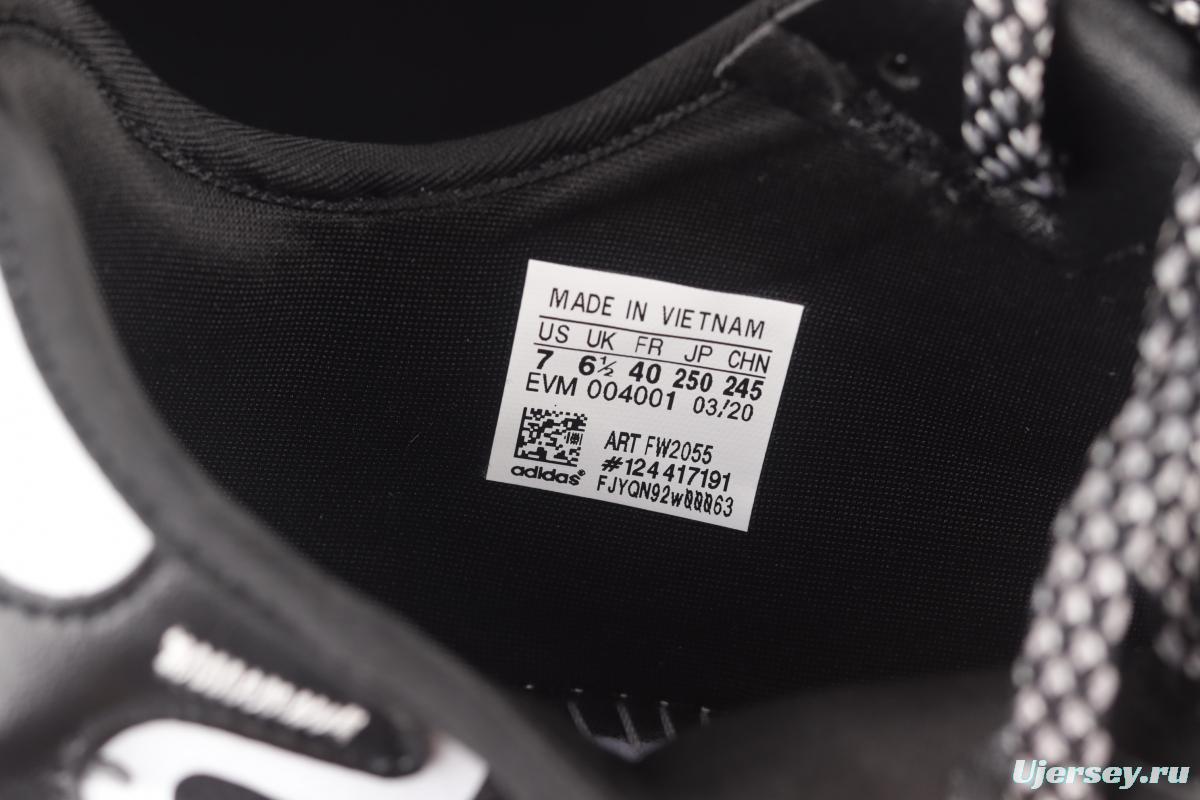 MADE IN VIETNAM
US UK FR JP CHN
7 6½ 40 250 245
EVM 004001 03/20
ART FW2055
#124417191
adidas®
FJYQN92w00063
Ujersey.ru